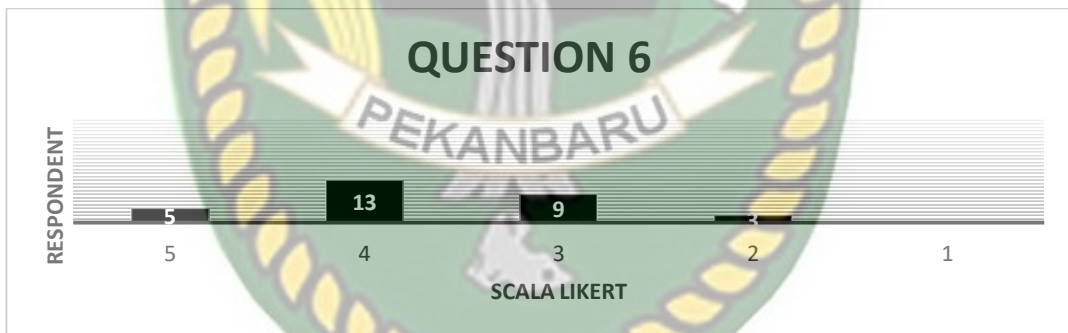 QUESTION 6
PEKANBARU
RESPONDENT
5
13
9
3
5
4
3
2
1
SCALA LIKERT